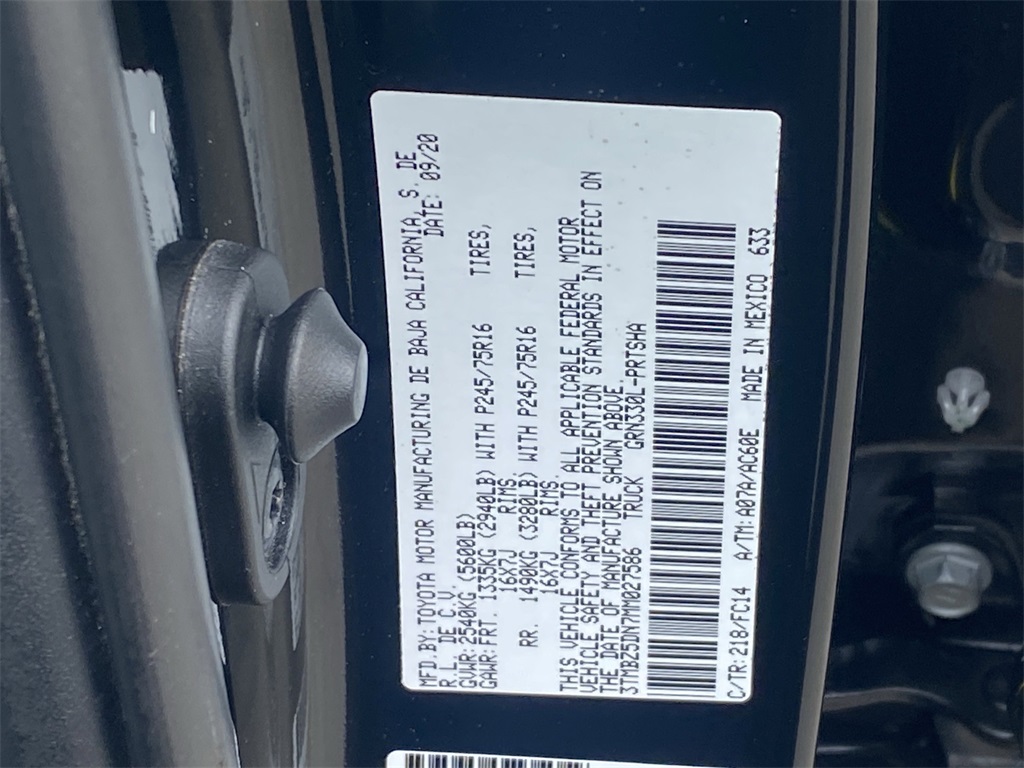 MFD BY: TOYOTA MOTOR MANUFACTURING DE BAJA CALIFORNIA, S. DE
R.L. DE C.V. DATE: 09/20
GVWR: 2540KG (5600LB)
GAWR: FRT. 1335KG (2940LB) WITH P245/75R16 TIRES,
16X7J RIMS.
RR. 1490KG (3280LB) WITH P245/75R16 TIRES,
16X7J RIMS.
THIS VEHICLE CONFORMS TO ALL APPLICABLE FEDERAL MOTOR
VEHICLE SAFETY AND THEFT PREVENTION STANDARDS IN EFFECT ON
THE DATE OF MANUFACTURE SHOWN ABOVE.
3TMBZ5DN7MM027586 TRUCK GRN330L-PRTSHA
C/TR: 218/FC14 A/TM: A07A/AC60E MADE IN MEXICO 633